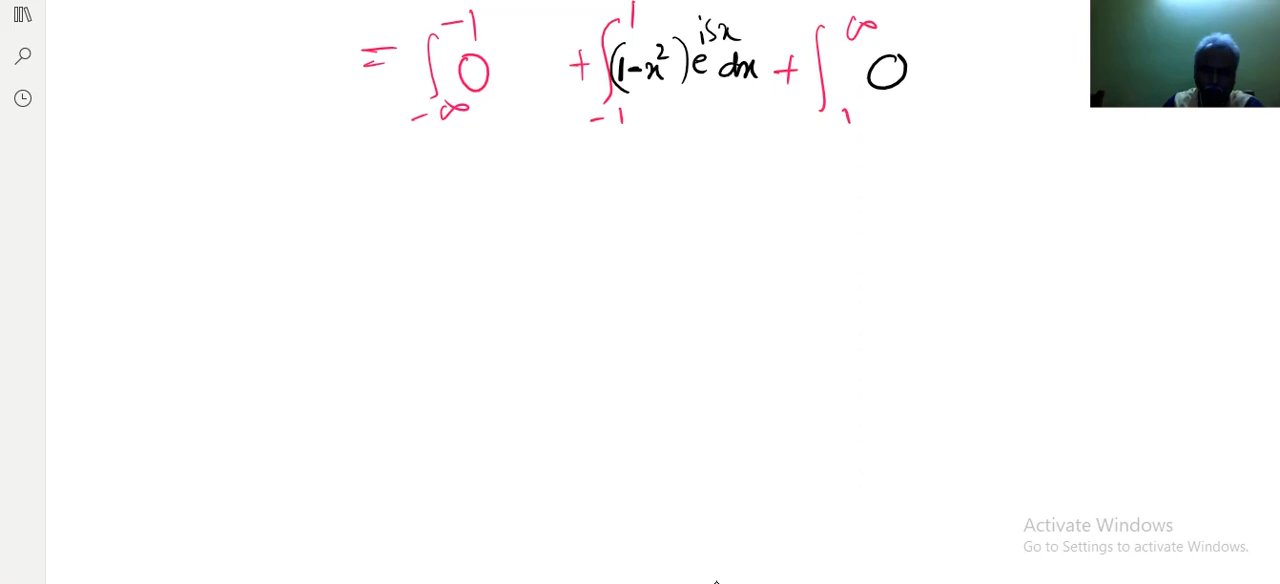 = ∫_{-∞}^{-1} 0 + ∫_{-1}^{1} (1-x²) e^{isx} dx + ∫_{1}^{∞} 0
Activate Windows
Go to Settings to activate Windows.